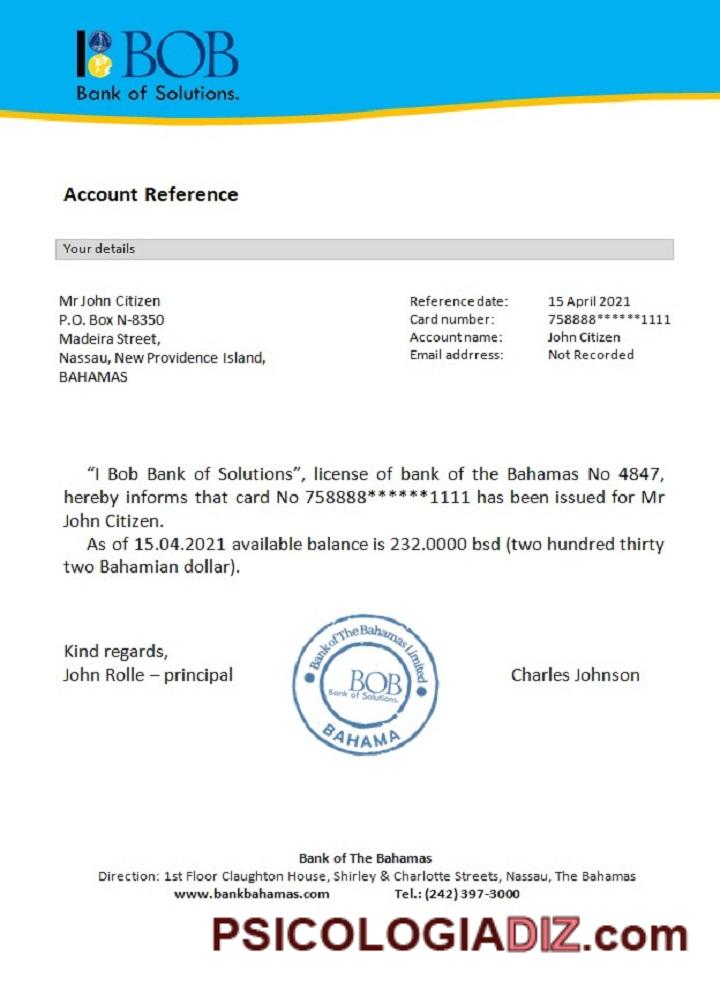 BOB
Bank of Solutions.
Account Reference
Your details
Mr John Citizen
P.O. Box N-8350
Madeira Street,
Nassau, New Providence Island,
BAHAMAS
Reference date: 15 April 2021
Card number: 758888******1111
Account name: John Citizen
Email addrress: Not Recorded
“I Bob Bank of Solutions”, license of bank of the Bahamas No 4847,
hereby informs that card No 758888******1111 has been issued for Mr
John Citizen.
As of 15.04.2021 available balance is 232.0000 bsd (two hundred thirty
two Bahamian dollar).
Kind regards,
John Rolle – principal
Bank of The Bahamas Limited
BOB
Bank of Solutions.
BAHAMA
Charles Johnson
Bank of The Bahamas
Direction: 1st Floor Claughton House, Shirley & Charlotte Streets, Nassau, The Bahamas
www.bankbahamas.com Tel.: (242) 397-3000
PSICOLOGIADIZ.com